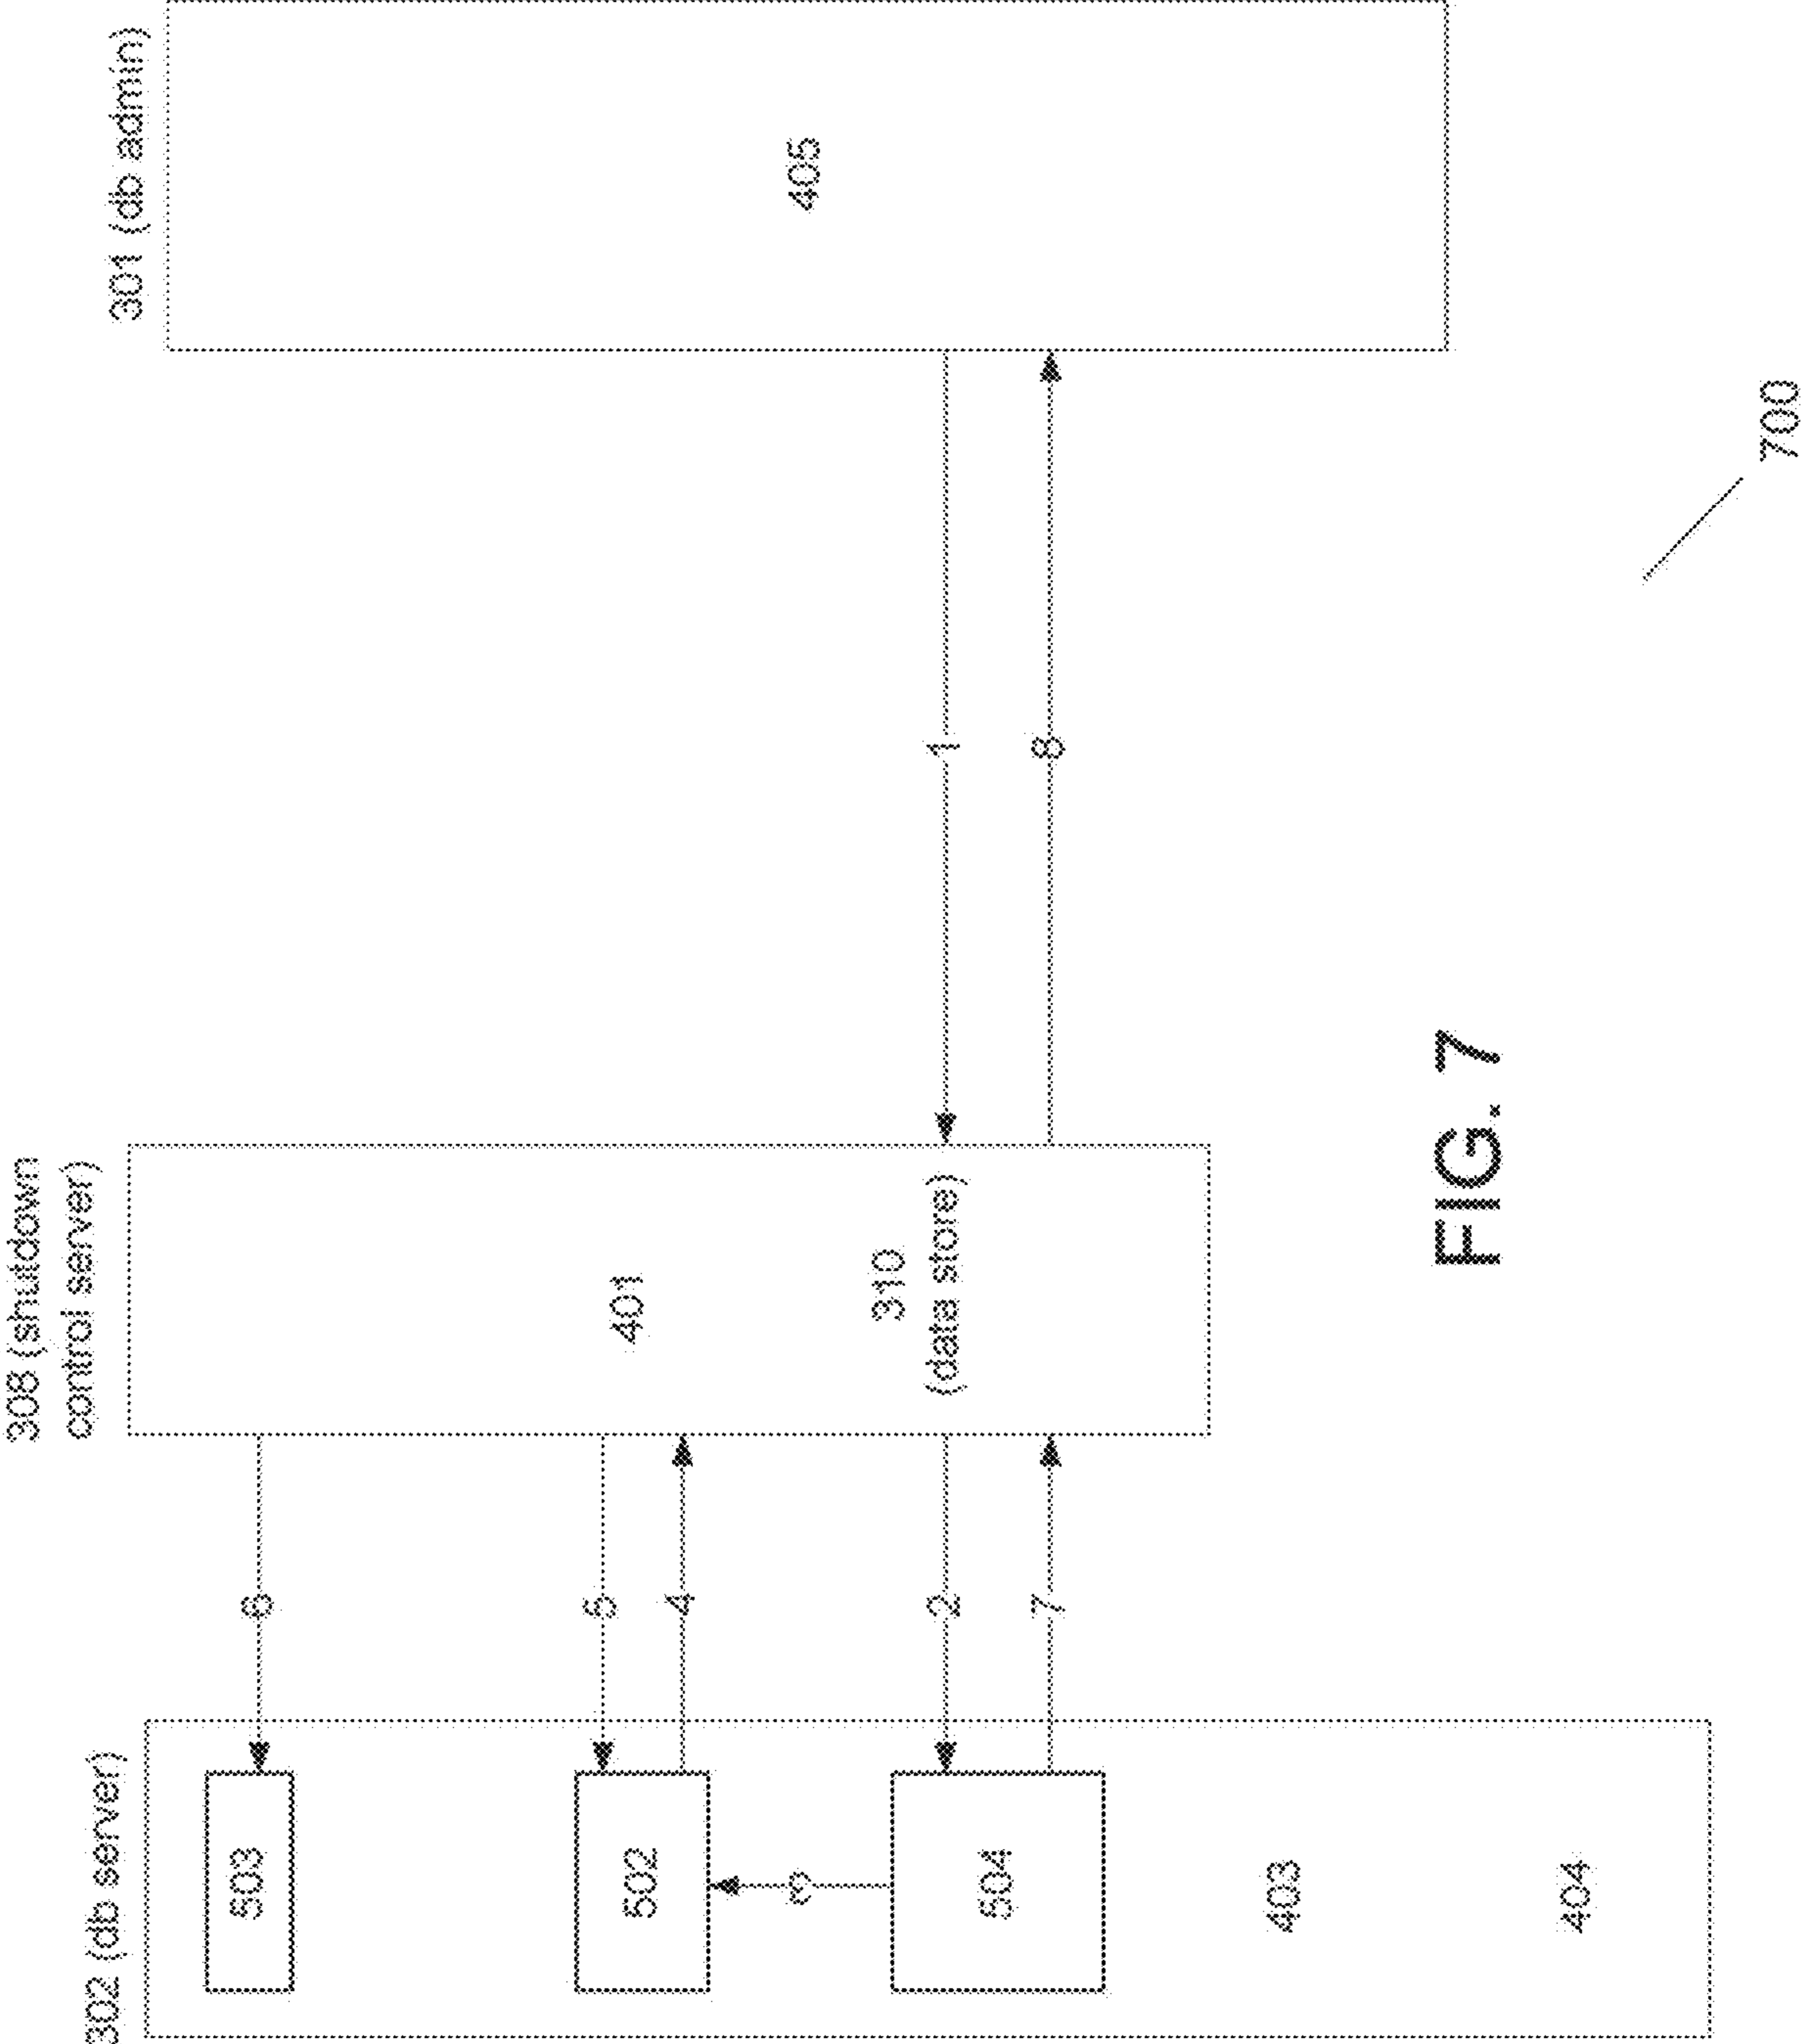 308 (shutdown
control server)
302 (db server)
301 (db admin)
503
6
5
502
4
401
3
405
310
(data store)
2
1
504
7
8
403
404
FIG. 7
700